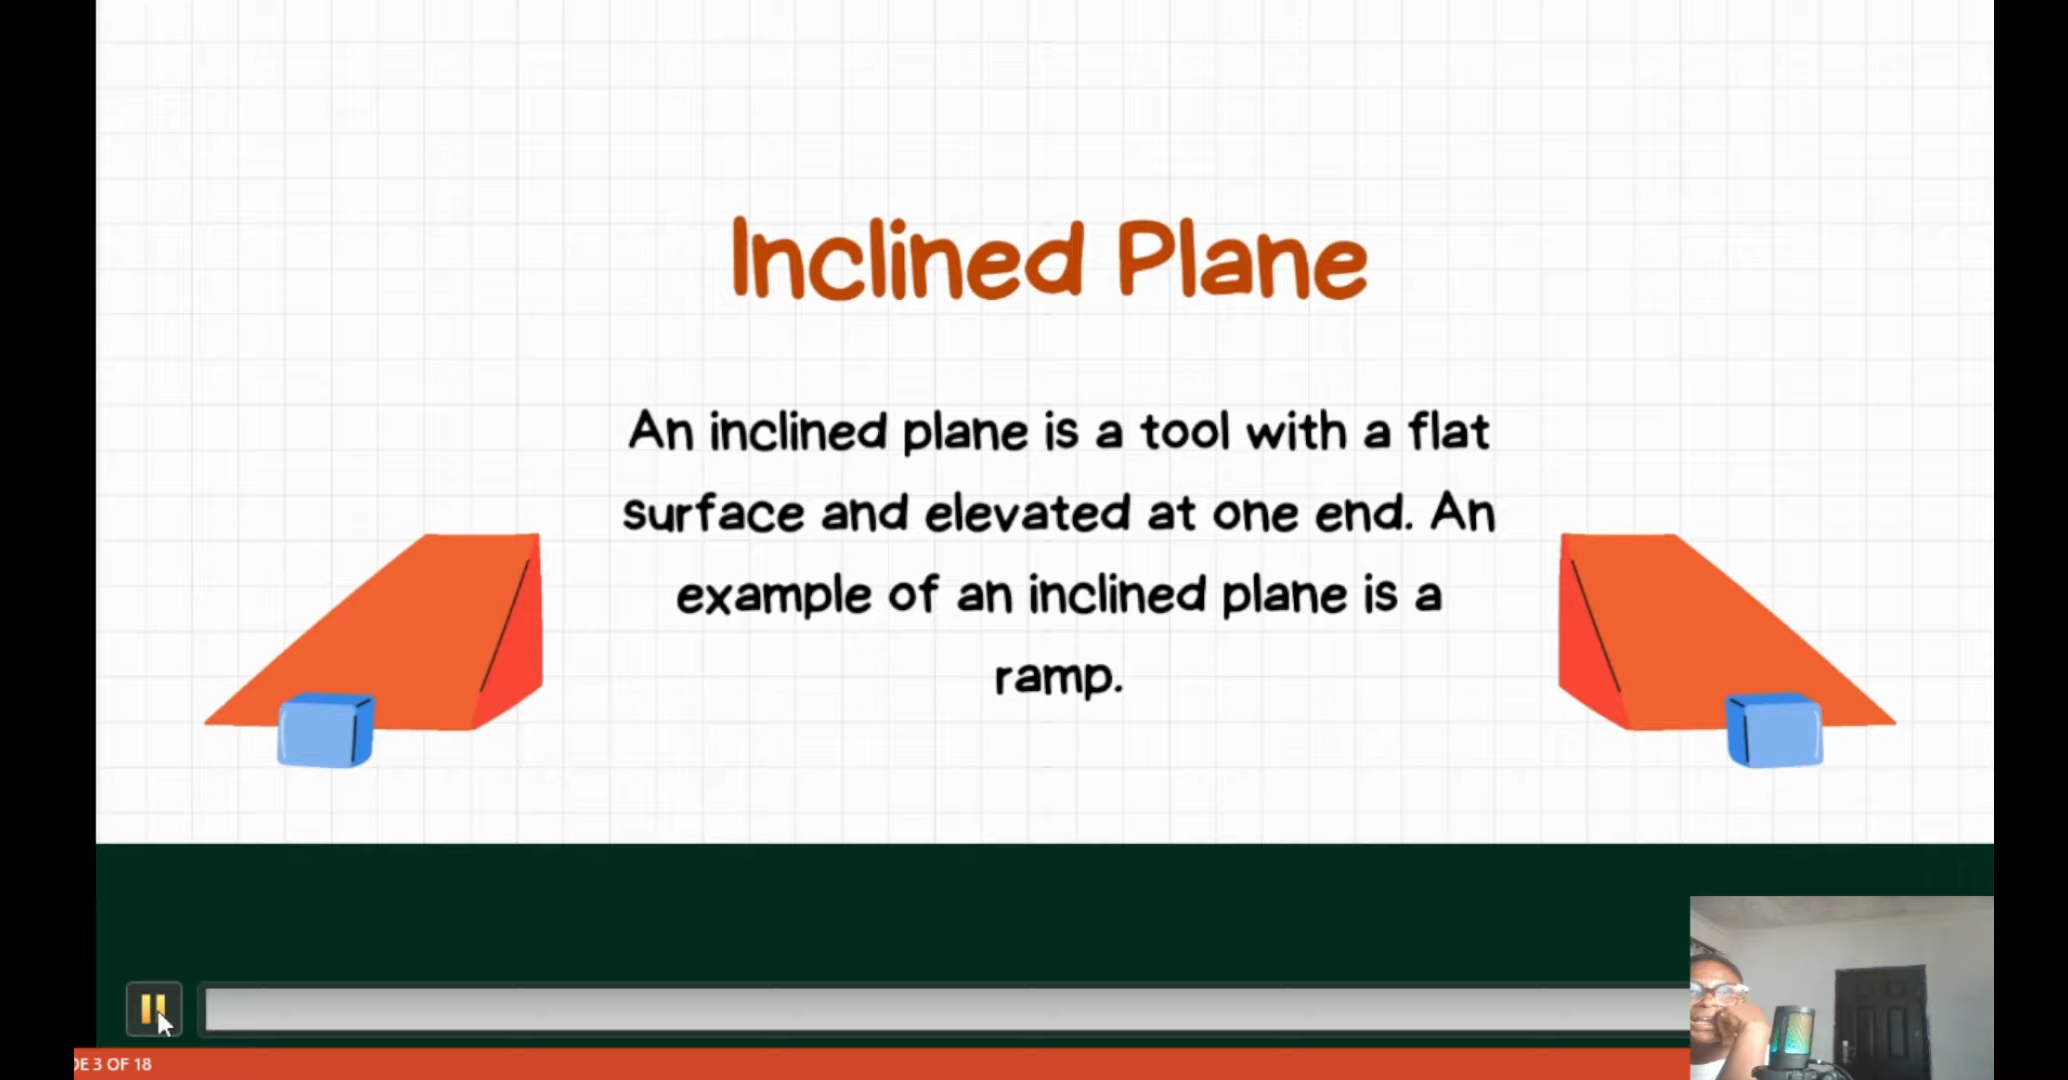 Inclined Plane
An inclined plane is a tool with a flat
surface and elevated at one end. An
example of an inclined plane is a
ramp.
3 OF 18